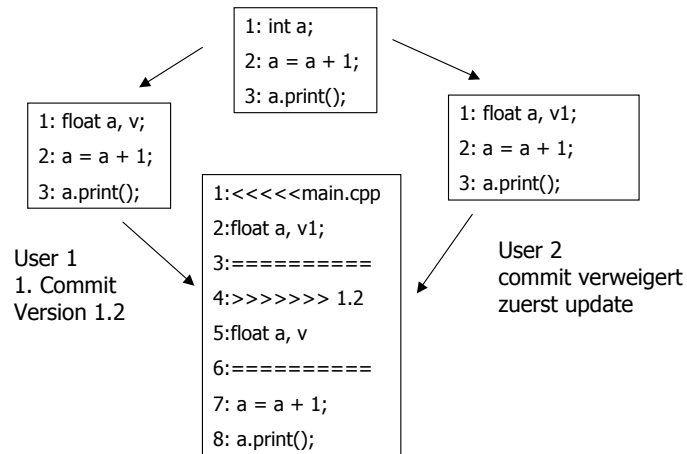 1: int a;
2: a = a + 1;
3: a.print();
1: float a, v;
2: a = a + 1;
3: a.print();
1: float a, v1;
2: a = a + 1;
3: a.print();
User 1
1. Commit
Version 1.2
1:<<<<<main.cpp
2:float a, v1;
3:==========
4:>>>>>>> 1.2
5:float a, v
6:==========
7: a = a + 1;
8: a.print();
User 2
commit verweigert
zuerst update